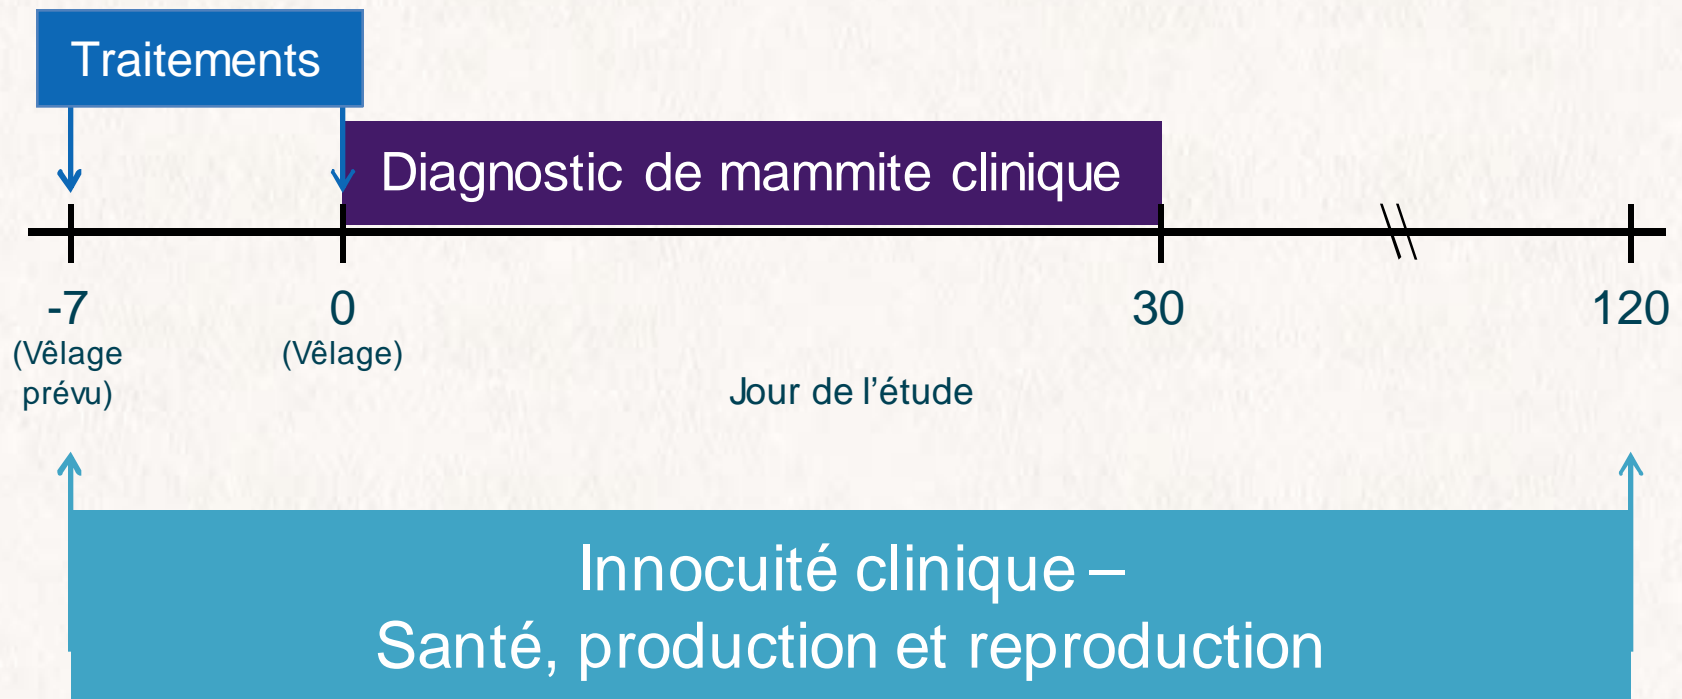 Traitements
Diagnostic de mammite clinique
-7
(Vêlage
prévu)
0
(Vêlage)
30
120
Jour de l'étude
Innocuité clinique –
Santé, production et reproduction